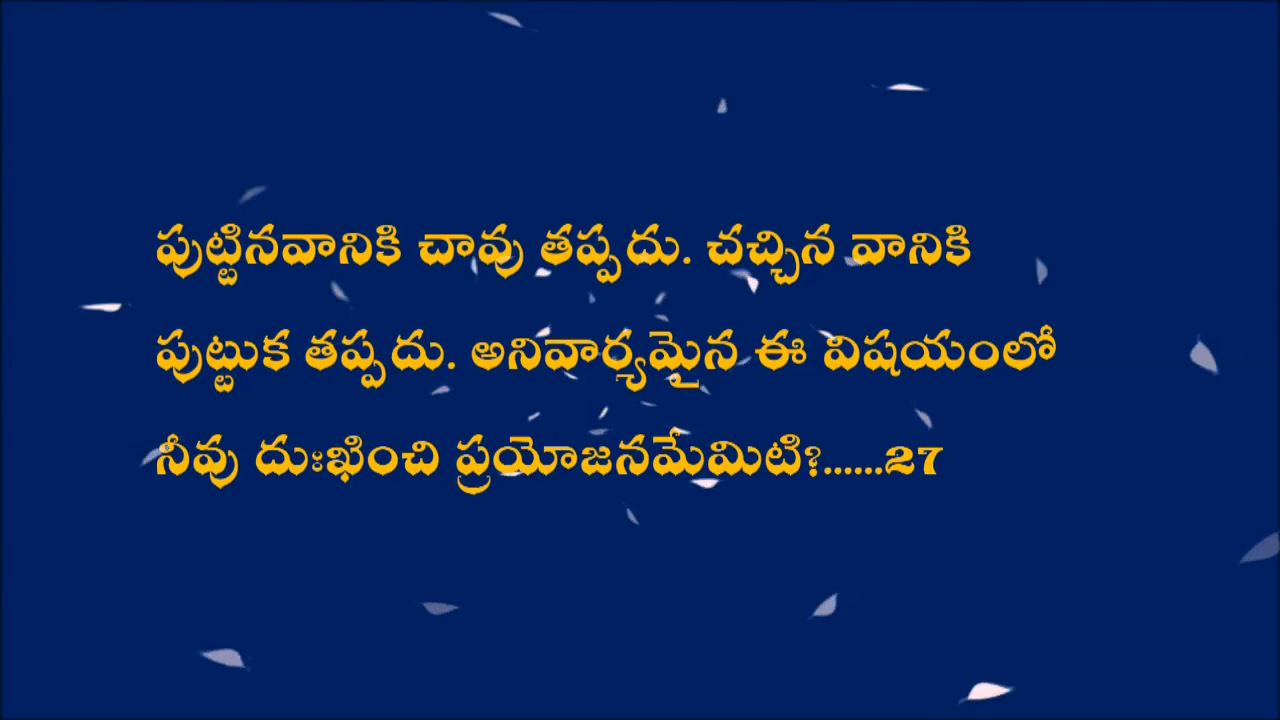 పుట్టినవానికి చావు తప్పదు. చచ్చిన వానికి
పుట్టుక తప్పదు. అనివార్యమైన ఈ విషయంలో
నీవు దుఃఖించి ప్రయోజనమేమిటి?......27